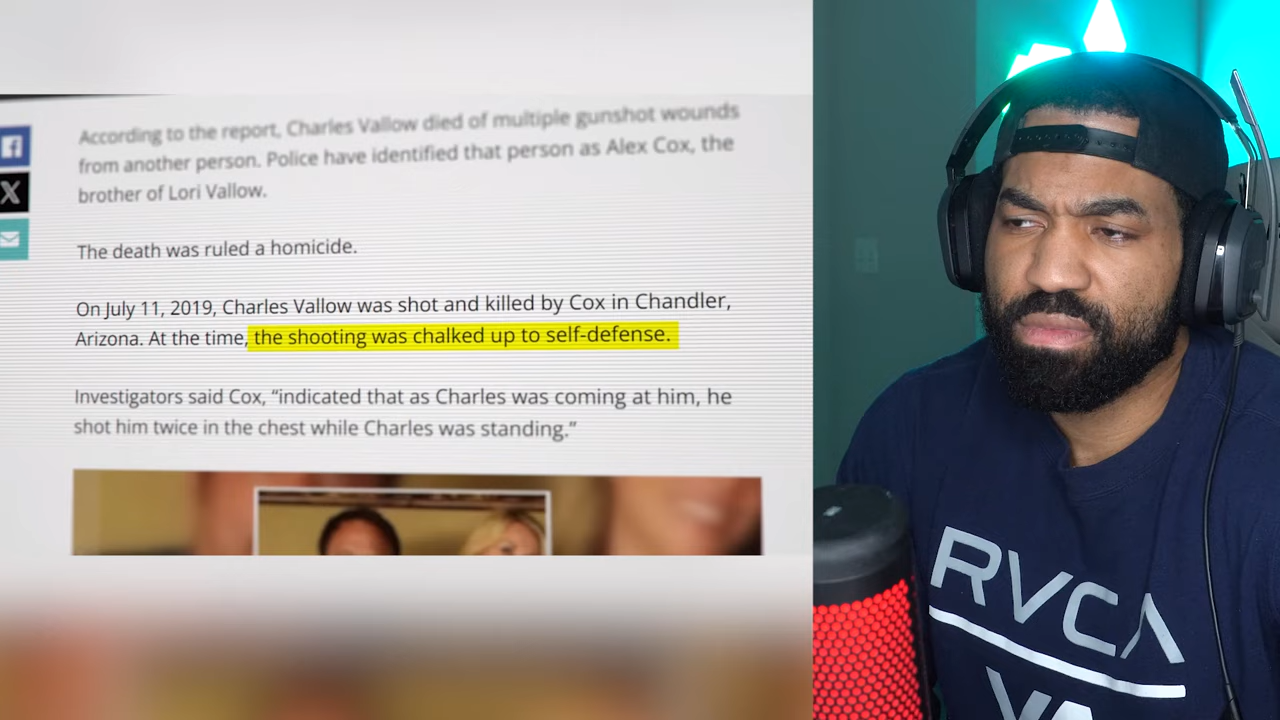 According to the report, Charles Vallow died of multiple gunshot wounds
from another person. Police have identified that person as Alex Cox, the
brother of Lori Vallow.
The death was ruled a homicide.
On July 11, 2019, Charles Vallow was shot and killed by Cox in Chandler,
Arizona. At the time, the shooting was chalked up to self-defense.
Investigators said Cox, “indicated that as Charles was coming at him, he
shot him twice in the chest while Charles was standing.”
RVCA